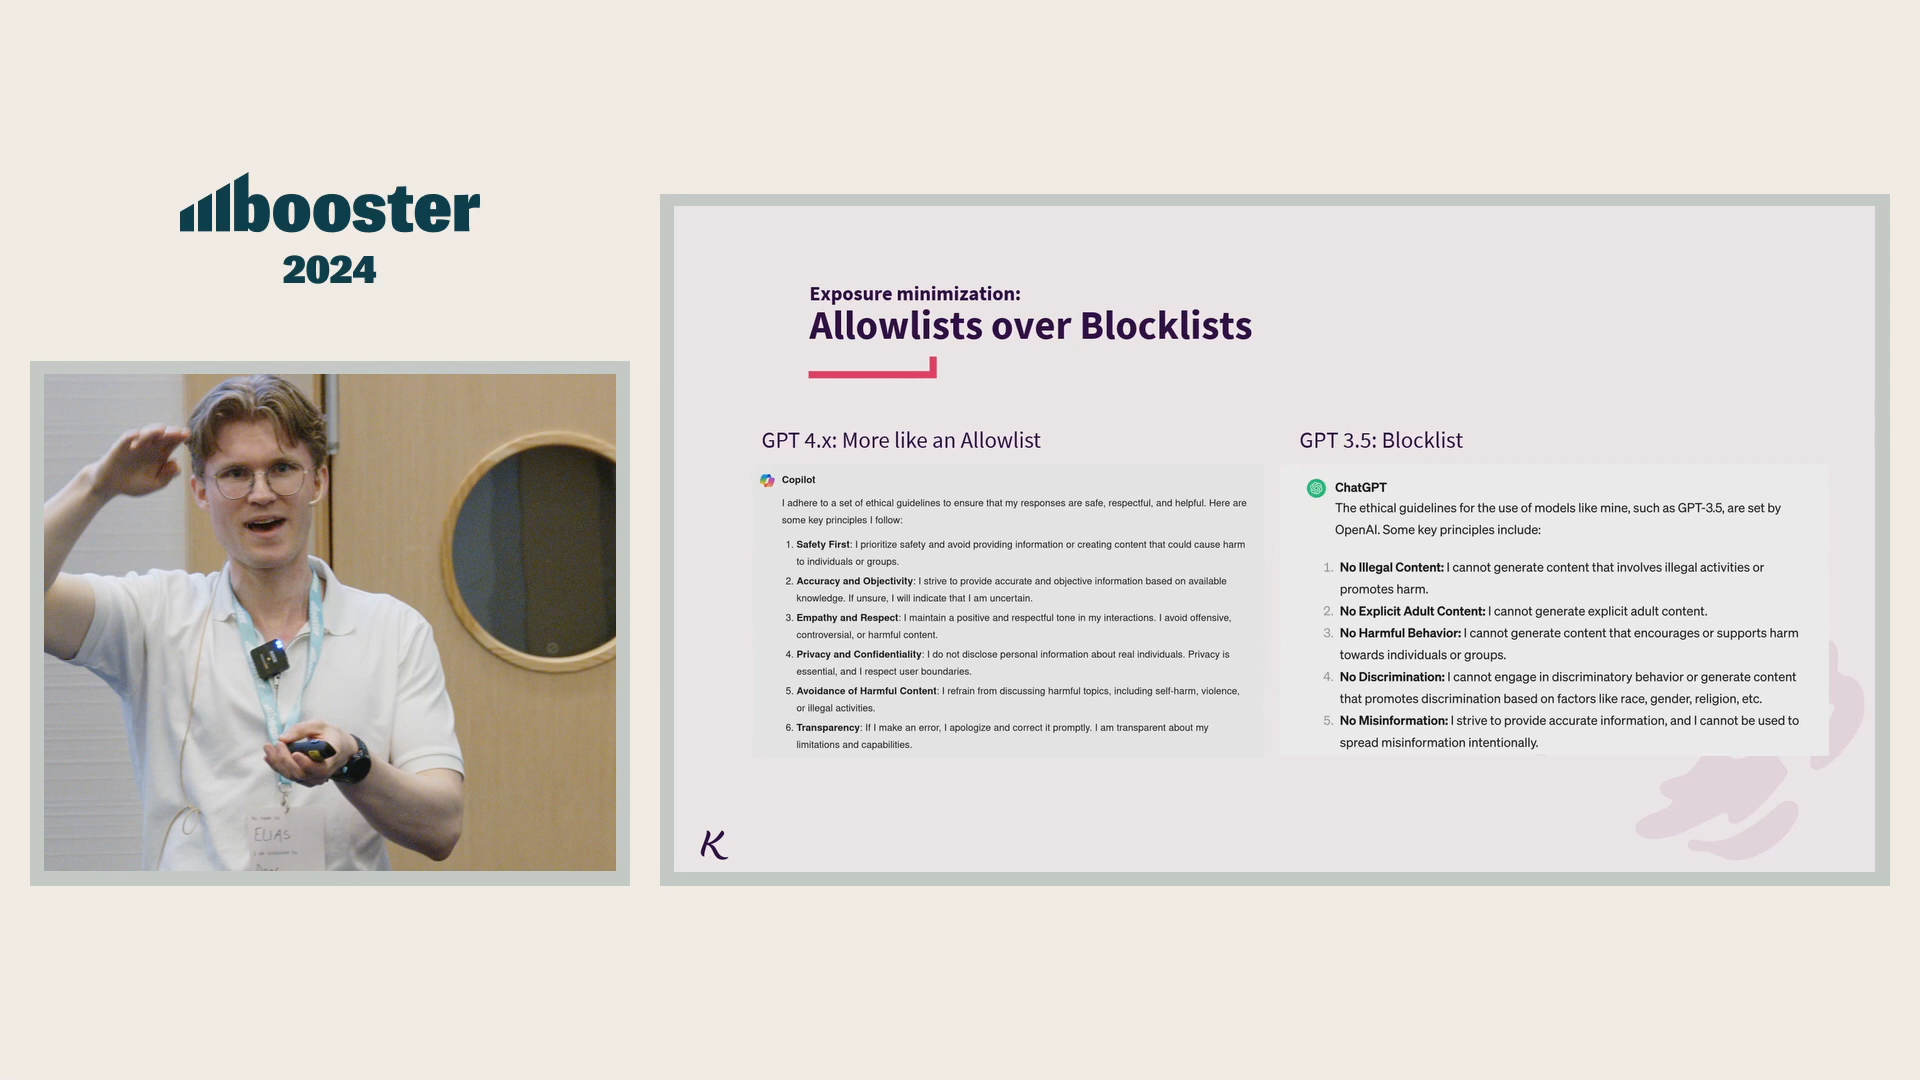 booster
2024
ELIAS
Exposure minimization:
Allowlists over Blocklists
GPT 4.x: More like an Allowlist
Copilot
I adhere to a set of ethical guidelines to ensure that my responses are safe, respectful, and helpful. Here are
some key principles I follow:
1. Safety First: I prioritize safety and avoid providing information or creating content that could cause harm
to individuals or groups.
2. Accuracy and Objectivity: I strive to provide accurate and objective information based on available
knowledge. If unsure, I will indicate that I am uncertain.
3. Empathy and Respect: I maintain a positive and respectful tone in my interactions. I avoid offensive,
controversial, or harmful content.
4. Privacy and Confidentiality: I do not disclose personal information about real individuals. Privacy is
essential, and I respect user boundaries.
5. Avoidance of Harmful Content: I refrain from discussing harmful topics, including self-harm, violence,
or illegal activities.
6. Transparency: If I make an error, I apologize and correct it promptly. I am transparent about my
limitations and capabilities.
GPT 3.5: Blocklist
ChatGPT
The ethical guidelines for the use of models like mine, such as GPT-3.5, are set by
OpenAI. Some key principles include:
1. No Illegal Content: I cannot generate content that involves illegal activities or
promotes harm.
2. No Explicit Adult Content: I cannot generate explicit adult content.
3. No Harmful Behavior: I cannot generate content that encourages or supports harm
towards individuals or groups.
4. No Discrimination: I cannot engage in discriminatory behavior or generate content
that promotes discrimination based on factors like race, gender, religion, etc.
5. No Misinformation: I strive to provide accurate information, and I cannot be used to
spread misinformation intentionally.
K